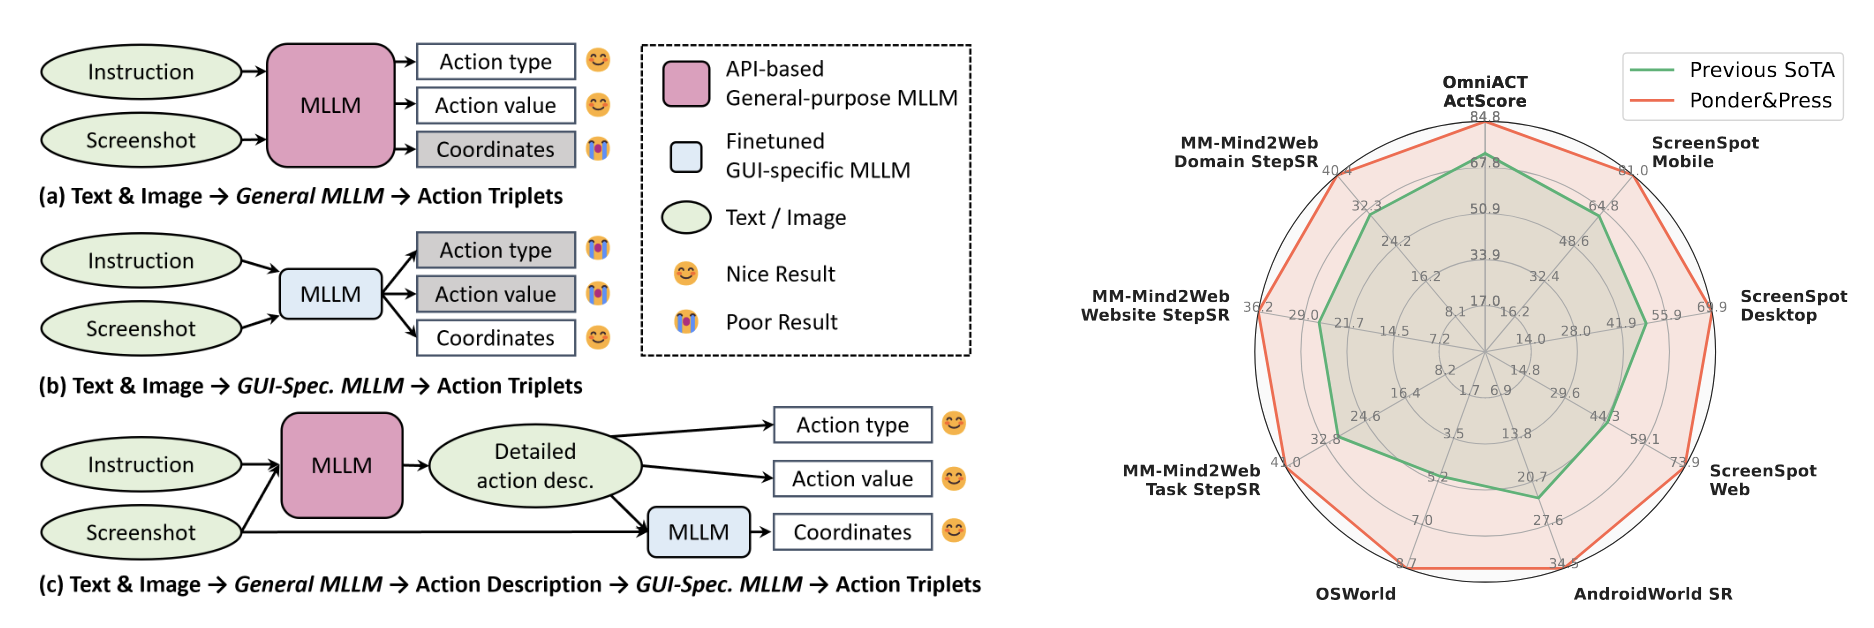 Instruction
Screenshot
MLLM
Action type
Action value
Coordinates
(a) Text & Image → General MLLM → Action Triplets
Instruction
Screenshot
MLLM
Action type
Action value
Coordinates
(b) Text & Image → GUI-Spec. MLLM → Action Triplets
Instruction
Screenshot
MLLM
Detailed
action desc.
MLLM
Action type
Action value
Coordinates
(c) Text & Image → General MLLM → Action Description → GUI-Spec. MLLM → Action Triplets
API-based
General-purpose MLLM
Finetuned
GUI-specific MLLM
Text / Image
Nice Result
Poor Result
Previous SoTA
Ponder&Press
OmniACT
ActScore
84.8
67.8
50.9
33.9
17.0
ScreenSpot
Mobile
81.0
64.8
48.6
32.4
16.2
ScreenSpot
Desktop
69.9
55.9
41.9
28.0
14.0
ScreenSpot
Web
73.9
59.1
44.3
29.6
14.8
AndroidWorld SR
34.5
27.6
20.7
13.8
6.9
OSWorld
8.7
7.0
5.2
3.5
1.7
MM-Mind2Web
Task StepSR
41.0
32.8
24.6
16.4
8.2
MM-Mind2Web
Website StepSR
36.2
29.0
21.7
14.5
7.2
MM-Mind2Web
Domain StepSR
40.4
32.3
24.2
16.2
8.1